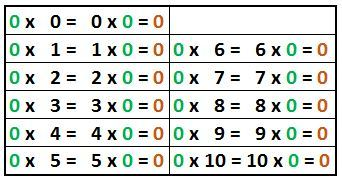 0 x 0 = 0 x 0 = 0
0 x 1 = 1 x 0 = 0
0 x 2 = 2 x 0 = 0
0 x 3 = 3 x 0 = 0
0 x 4 = 4 x 0 = 0
0 x 5 = 5 x 0 = 0
0 x 6 = 6 x 0 = 0
0 x 7 = 7 x 0 = 0
0 x 8 = 8 x 0 = 0
0 x 9 = 9 x 0 = 0
0 x 10 = 10 x 0 = 0